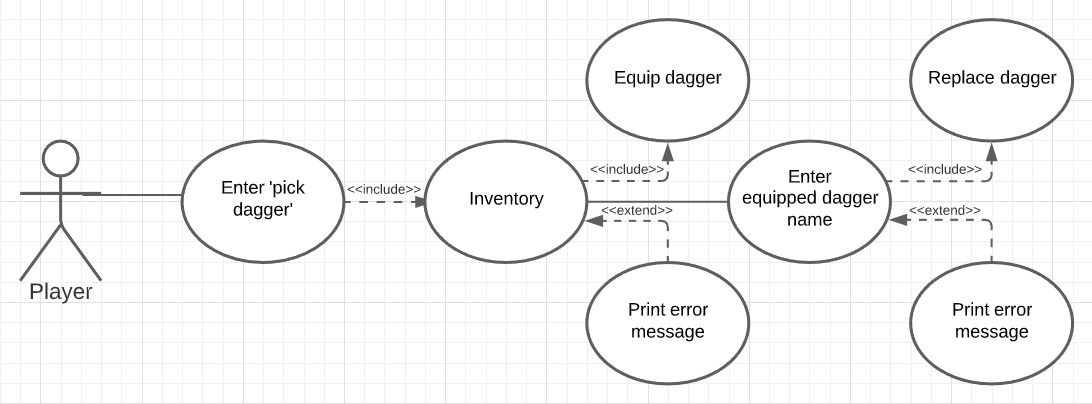 Equip dagger
Replace dagger
Enter 'pick
dagger'
<<include>>
Inventory
<<include>>
<<extend>>
Enter
equipped dagger
name
<<include>>
<<extend>>
Player
Print error
message
Print error
message